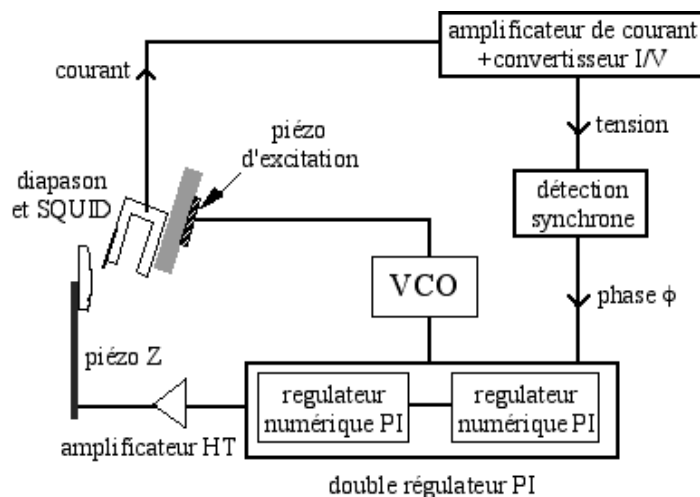 amplificateur de courant
+convertisseur I/V
courant
tension
piézo
d'excitation
diapason
et SQUID
détection
synchrone
VCO
phase ϕ
piézo Z
regulateur
numérique PI
regulateur
numérique PI
amplificateur HT
double régulateur PI